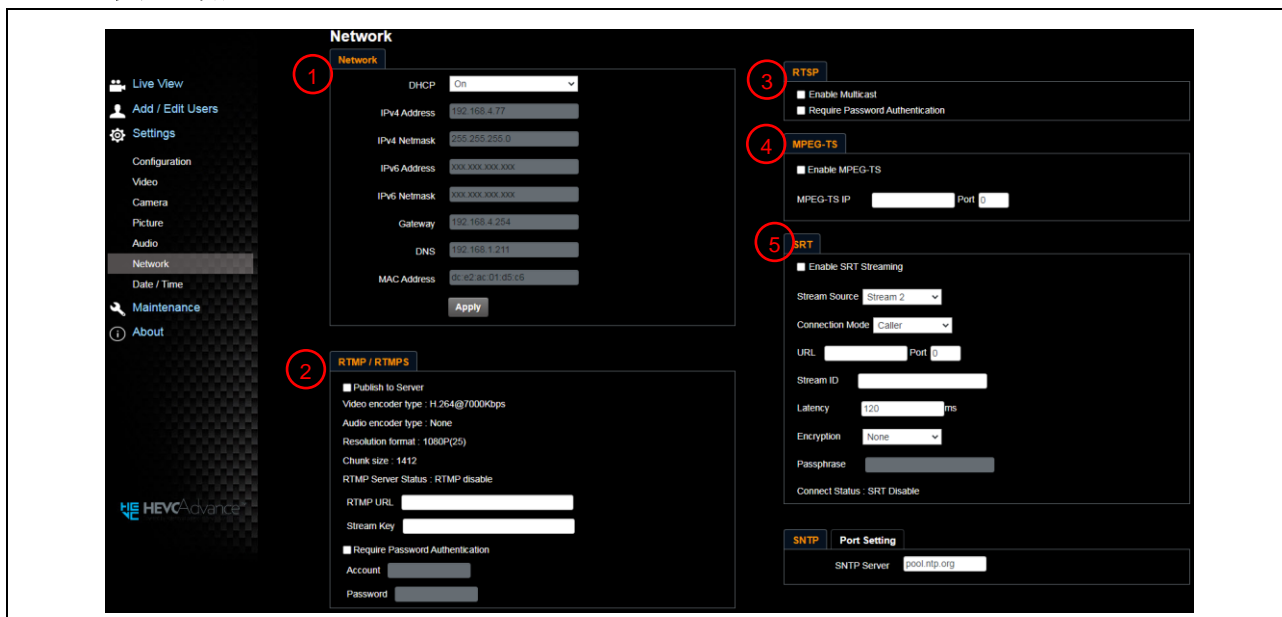 Network
Live View
Add / Edit Users
Settings
Configuration
Video
Camera
Picture
Audio
Network
Date / Time
Maintenance
About
HEVC Advance
1
Network
DHCP On
IPv4 Address 192.168.4.77
IPv4 Netmask 255.255.255.0
IPv6 Address xxx.xxx.xxx.xxx
IPv6 Netmask xxx.xxx.xxx.xxx
Gateway 192.168.4.254
DNS 192.168.1.211
MAC Address dc:e2:ac:01:d5:c6
Apply
2
RTMP / RTMPS
Publish to Server
Video encoder type : H.264@7000Kbps
Audio encoder type : None
Resolution format : 1080P(25)
Chunk size : 1412
RTMP Server Status : RTMP disable
RTMP URL
Stream Key
Require Password Authentication
Account
Password
3
RTSP
Enable Multicast
Require Password Authentication
4
MPEG-TS
Enable MPEG-TS
MPEG-TS IP Port 0
5
SRT
Enable SRT Streaming
Stream Source Stream 2
Connection Mode Caller
URL Port 0
Stream ID
Latency 120 ms
Encryption None
Passphrase
Connect Status : SRT Disable
SNTP Port Setting
SNTP Server pool.ntp.org